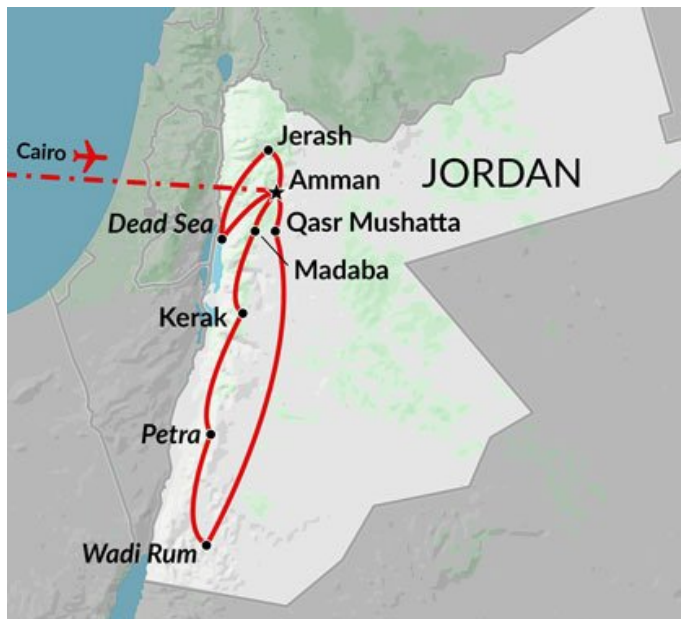 Jerash
Cairo
Amman
JORDAN
Dead Sea
Qasr Mushatta
Madaba
Kerak
Petra
Wadi Rum